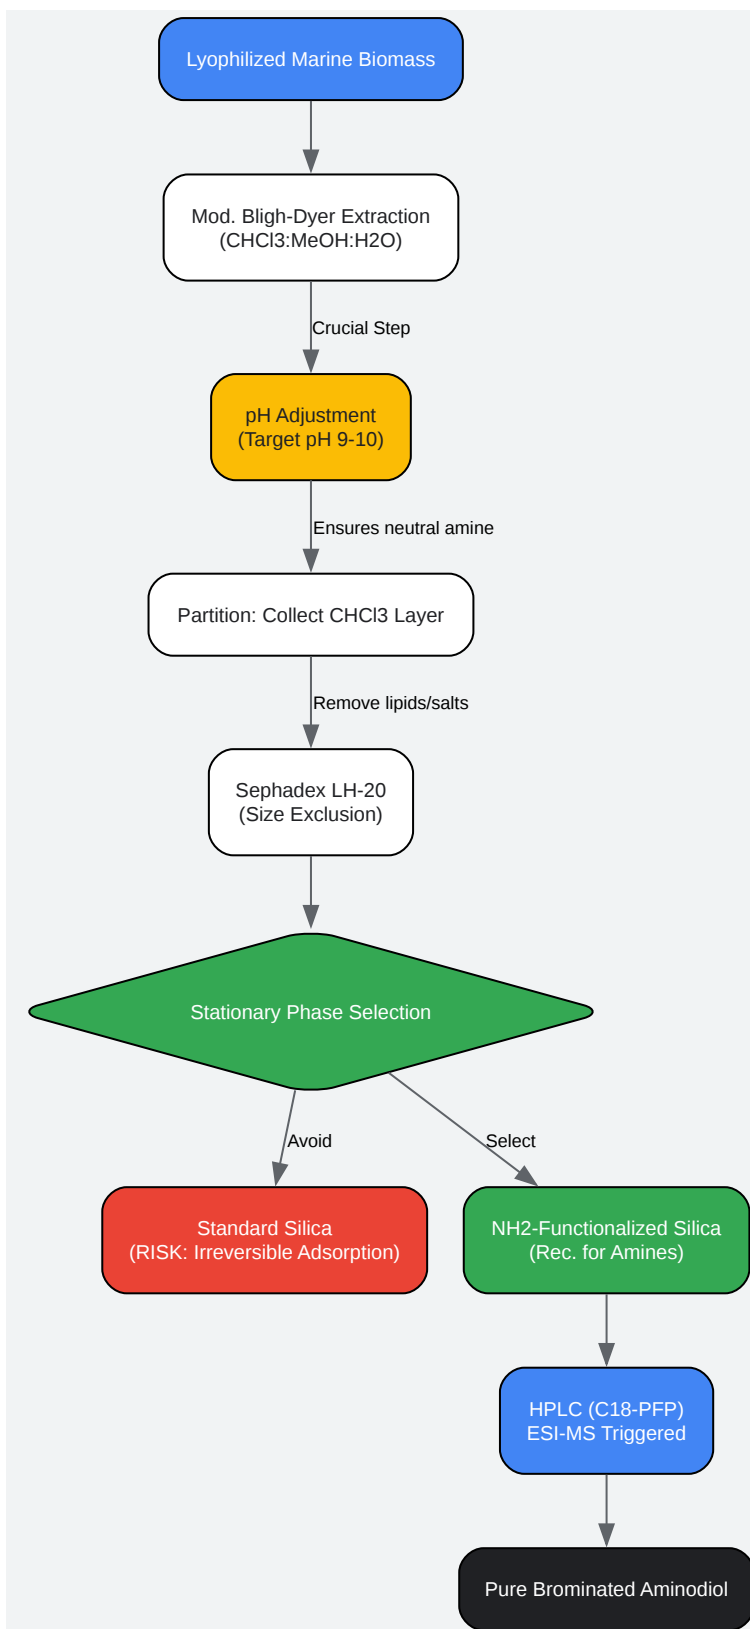 Lyophilized Marine Biomass
Mod. Bligh-Dyer Extraction
(CHCl3:MeOH:H2O)
Crucial Step
pH Adjustment
(Target pH 9-10)
Ensures neutral amine
Partition: Collect CHCl3 Layer
Remove lipids/salts
Sephadex LH-20
(Size Exclusion)
Stationary Phase Selection
Avoid
Select
Standard Silica
(RISK: Irreversible Adsorption)
NH2-Functionalized Silica
(Rec. for Amines)
HPLC (C18-PFP)
ESI-MS Triggered
Pure Brominated Aminodiol